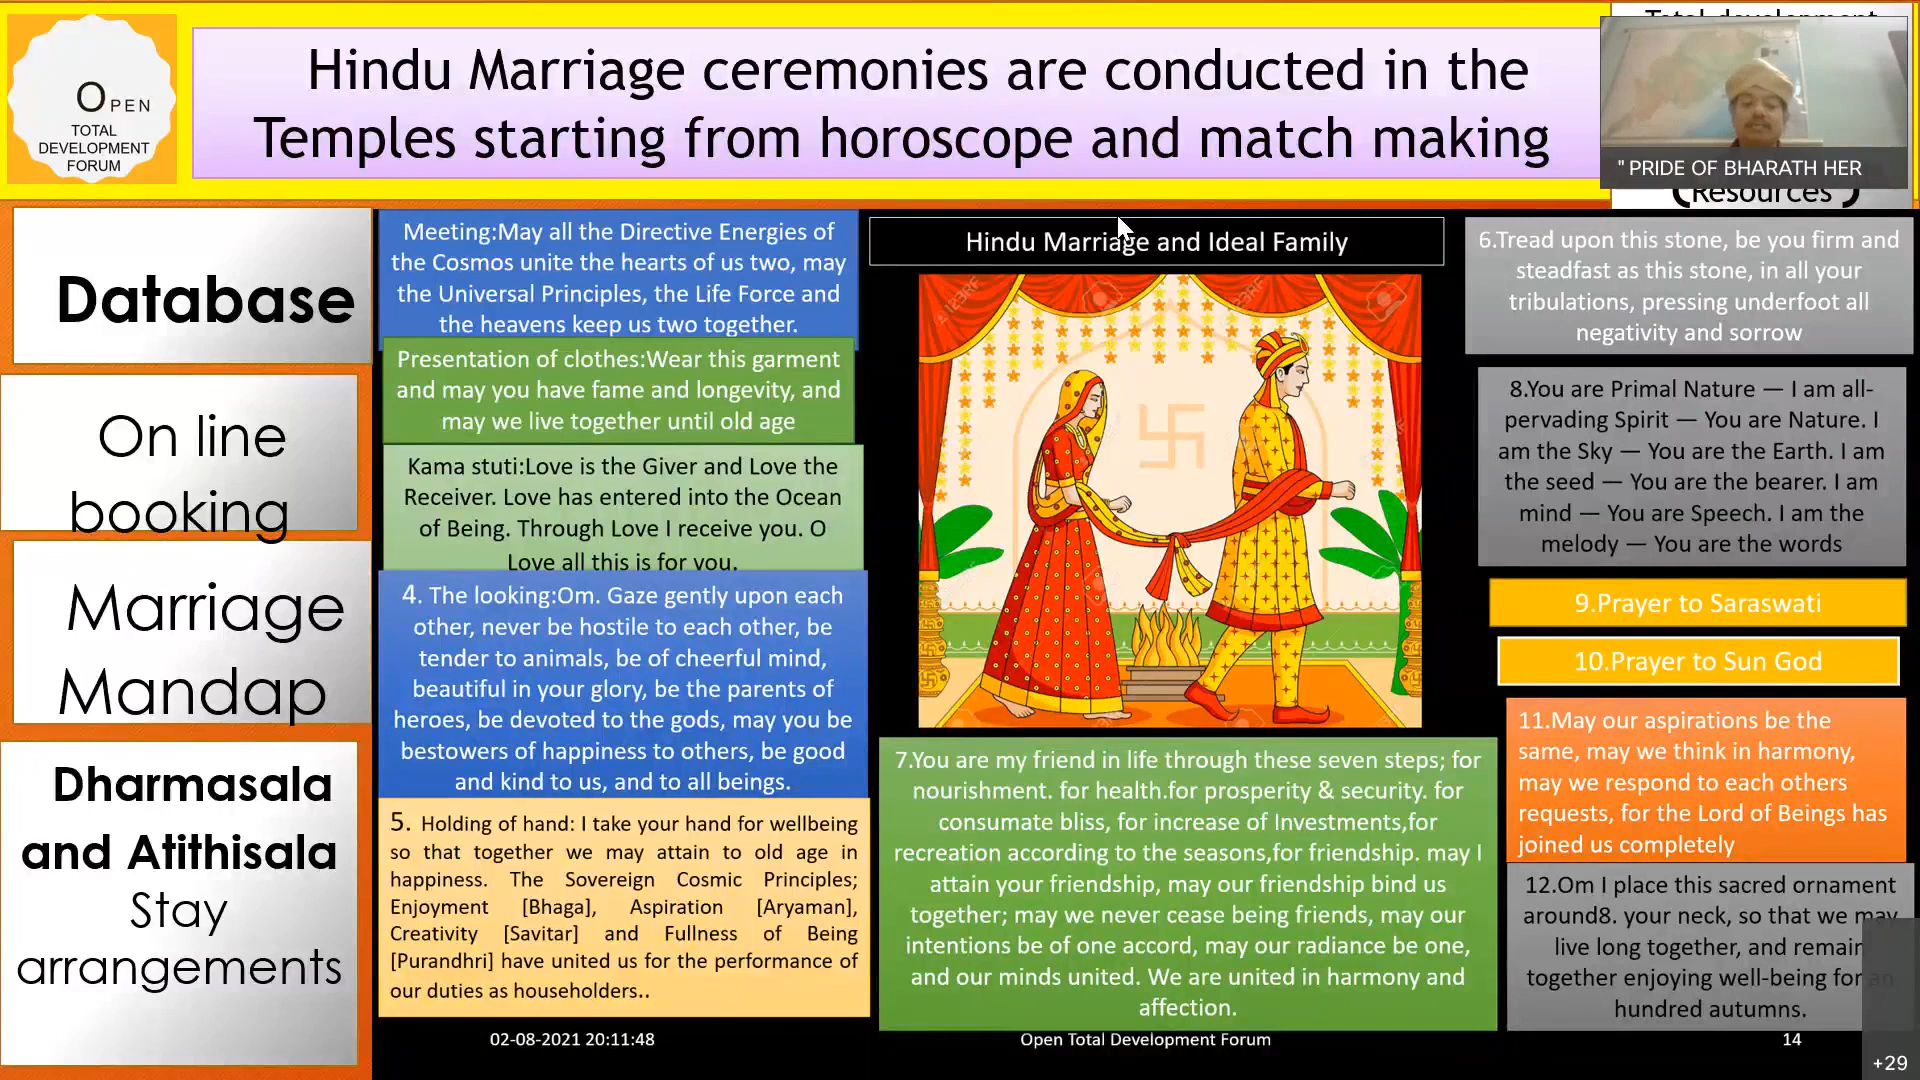 OPEN
TOTAL
DEVELOPMENT
FORUM
Hindu Marriage ceremonies are conducted in the
Temples starting from horoscope and match making
Total development
" PRIDE OF BHARATH HER
(Resources )
Database
On line
booking
Marriage
Mandap
Dharmasala
and Atithisala
Stay
arrangements
Meeting:May all the Directive Energies of
the Cosmos unite the hearts of us two, may
the Universal Principles, the Life Force and
the heavens keep us two together.
Presentation of clothes:Wear this garment
and may you have fame and longevity, and
may we live together until old age
Kama stuti:Love is the Giver and Love the
Receiver. Love has entered into the Ocean
of Being. Through Love I receive you. O
Love all this is for you.
4. The looking:Om. Gaze gently upon each
other, never be hostile to each other, be
tender to animals, be of cheerful mind,
beautiful in your glory, be the parents of
heroes, be devoted to the gods, may you be
bestowers of happiness to others, be good
and kind to us, and to all beings.
5. Holding of hand: I take your hand for wellbeing
so that together we may attain to old age in
happiness. The Sovereign Cosmic Principles;
Enjoyment [Bhaga], Aspiration [Aryaman],
Creativity [Savitar] and Fullness of Being
[Purandhri] have united us for the performance of
our duties as householders..
Hindu Marriage and Ideal Family
123RF
7.You are my friend in life through these seven steps; for
nourishment. for health.for prosperity & security. for
consumate bliss, for increase of Investments,for
recreation according to the seasons,for friendship. may I
attain your friendship, may our friendship bind us
together; may we never cease being friends, may our
intentions be of one accord, may our radiance be one,
and our minds united. We are united in harmony and
affection.
6.Tread upon this stone, be you firm and
steadfast as this stone, in all your
tribulations, pressing underfoot all
negativity and sorrow
8.You are Primal Nature — I am all-
pervading Spirit — You are Nature. I
am the Sky — You are the Earth. I am
the seed — You are the bearer. I am
mind — You are Speech. I am the
melody — You are the words
9.Prayer to Saraswati
10.Prayer to Sun God
11.May our aspirations be the
same, may we think in harmony,
may we respond to each others
requests, for the Lord of Beings has
joined us completely
12.Om I place this sacred ornament
around8. your neck, so that we may
live long together, and remain
together enjoying well-being for an
hundred autumns.
02-08-2021 20:11:48
Open Total Development Forum
14
+29